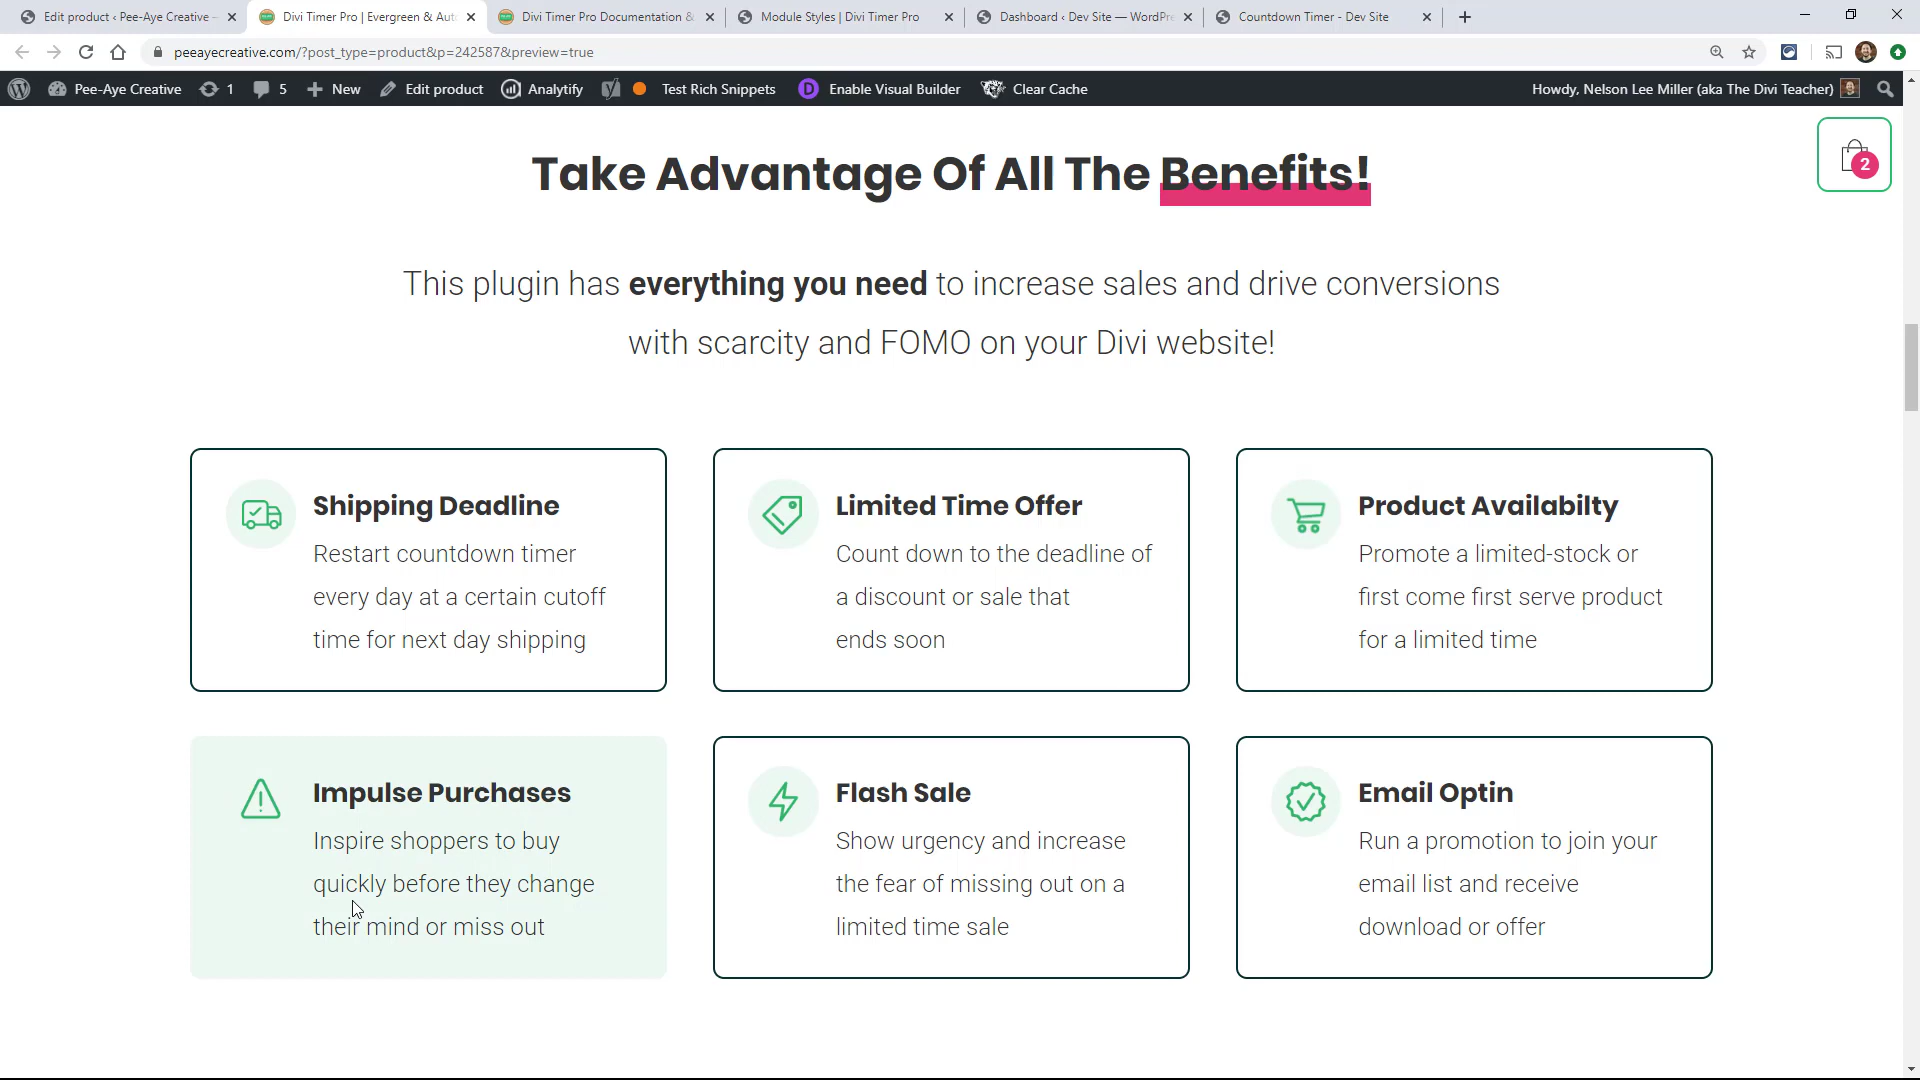 Edit product ‹ Pee-Aye Creative –
Divi Timer Pro | Evergreen & Aut
Divi Timer Pro Documentation &
Module Styles | Divi Timer Pro
Dashboard ‹ Dev Site — WordPre
Countdown Timer - Dev Site
peeayecreative.com/?post_type=product&p=242587&preview=true
Pee-Aye Creative 1 5 New Edit product Analytify Test Rich Snippets Enable Visual Builder Clear Cache Howdy, Nelson Lee Miller (aka The Divi Teacher)
2
Take Advantage Of All The Benefits!
This plugin has everything you need to increase sales and drive conversions
with scarcity and FOMO on your Divi website!
Shipping Deadline
Restart countdown timer
every day at a certain cutoff
time for next day shipping
Limited Time Offer
Count down to the deadline of
a discount or sale that
ends soon
Product Availabilty
Promote a limited-stock or
first come first serve product
for a limited time
Impulse Purchases
Inspire shoppers to buy
quickly before they change
their mind or miss out
Flash Sale
Show urgency and increase
the fear of missing out on a
limited time sale
Email Optin
Run a promotion to join your
email list and receive
download or offer